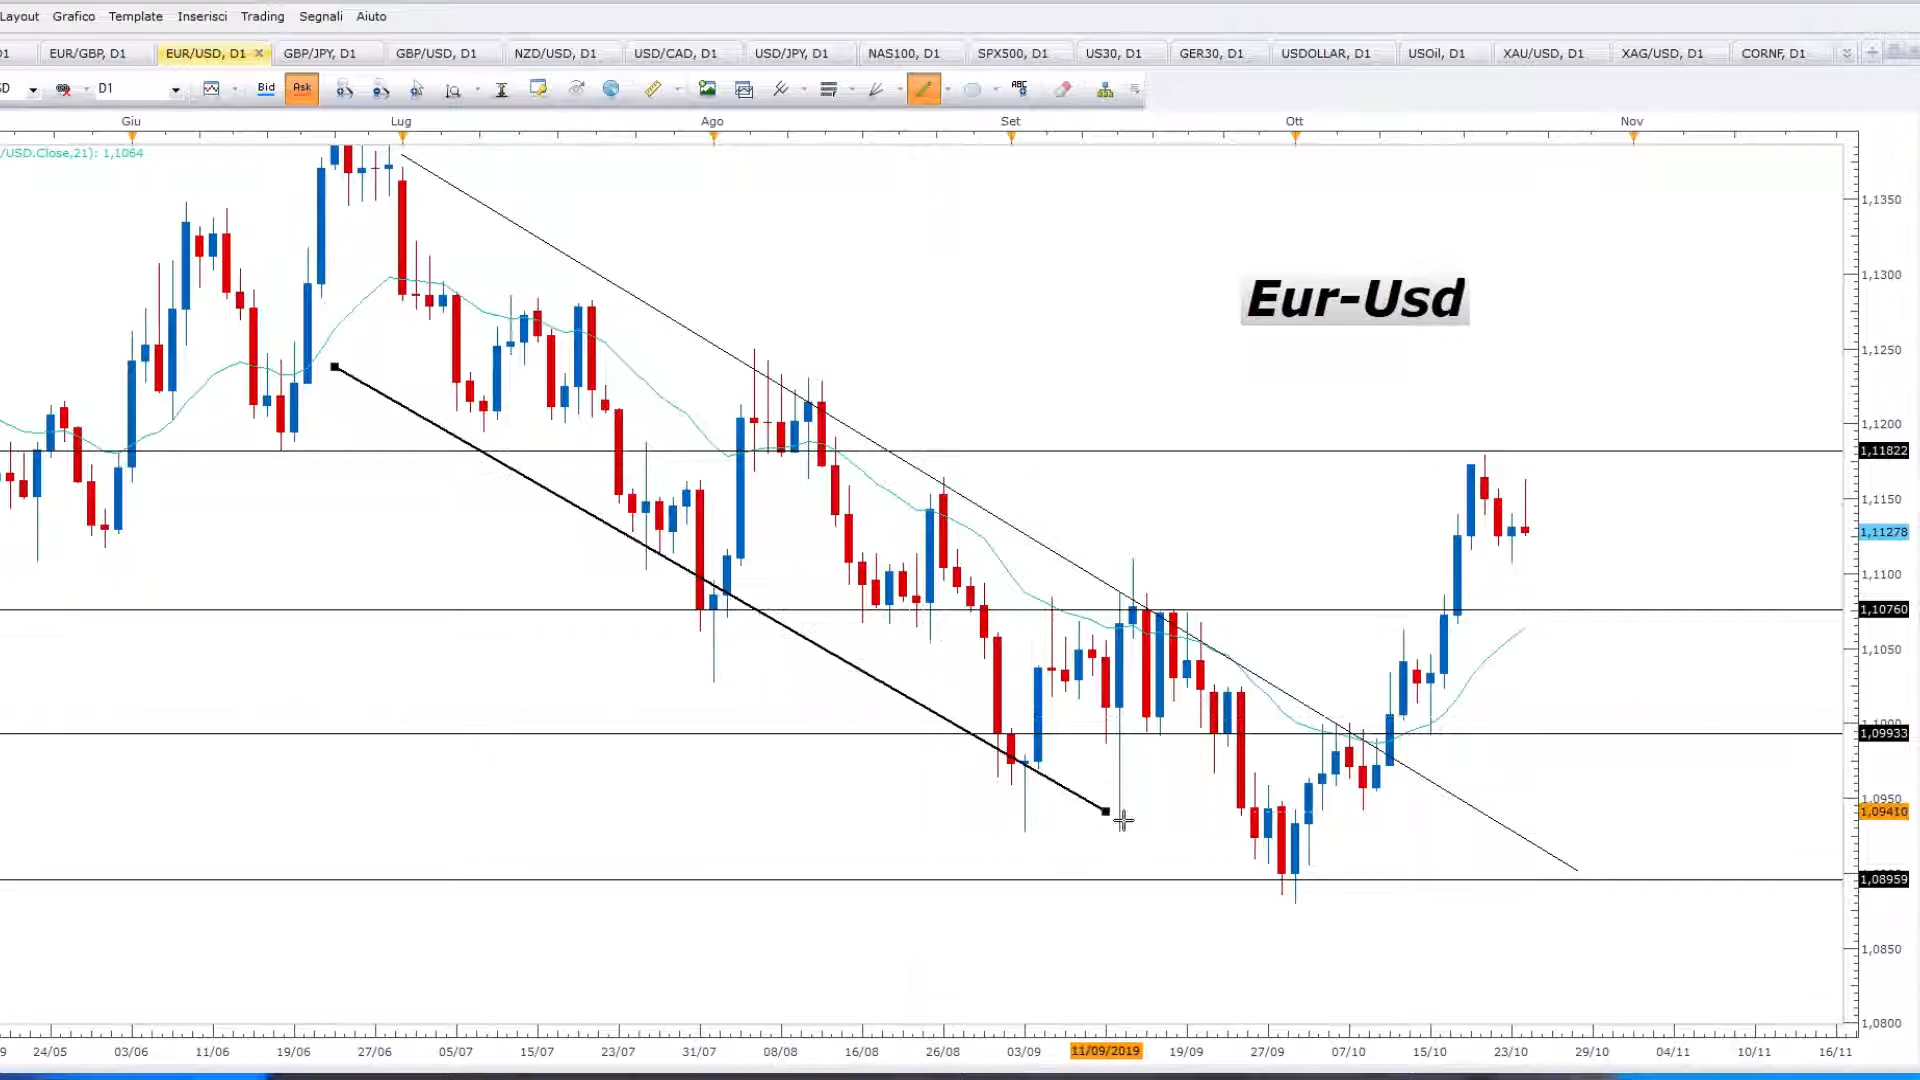 Layout Grafico Template Inserisci Trading Segnali Aiuto
D1 EUR/GBP, D1 EUR/USD, D1 GBP/JPY, D1 GBP/USD, D1 NZD/USD, D1 USD/CAD, D1 USD/JPY, D1 NAS100, D1 SPX500, D1 US30, D1 GER30, D1 USDOLLAR, D1 USOil, D1 XAU/USD, D1 XAG/USD, D1 CORNF, D1
SD D1 Bid Ask ABC
Giu Lug Ago Set Ott Nov
/USD.Close,21): 1,1064
1,1350
1,1300
Eur-Usd
1,1250
1,1200
1,11822
1,1150
1,11278
1,1100
1,10760
1,1050
1,1000
1,09933
1,0950
1,09410
1,08959
1,0850
1,0800
9 24/05 03/06 11/06 19/06 27/06 05/07 15/07 23/07 31/07 08/08 16/08 26/08 03/09 11/09/2019 19/09 27/09 07/10 15/10 23/10 29/10 04/11 10/11 16/11